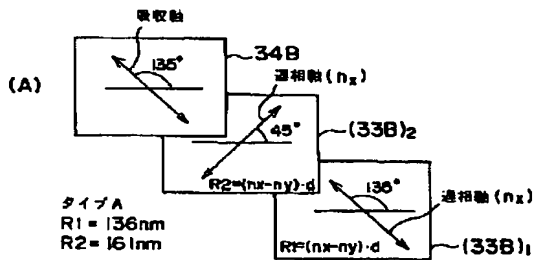 吸収軸
34B
135°
(A)
遅相軸(nx)
45°
(33B)2
R2=(nx-ny)·d
タイプA
R1 = 136nm
R2 = 161nm
135°
遅相軸(nx)
R1=(nx-ny)·d
(33B)1